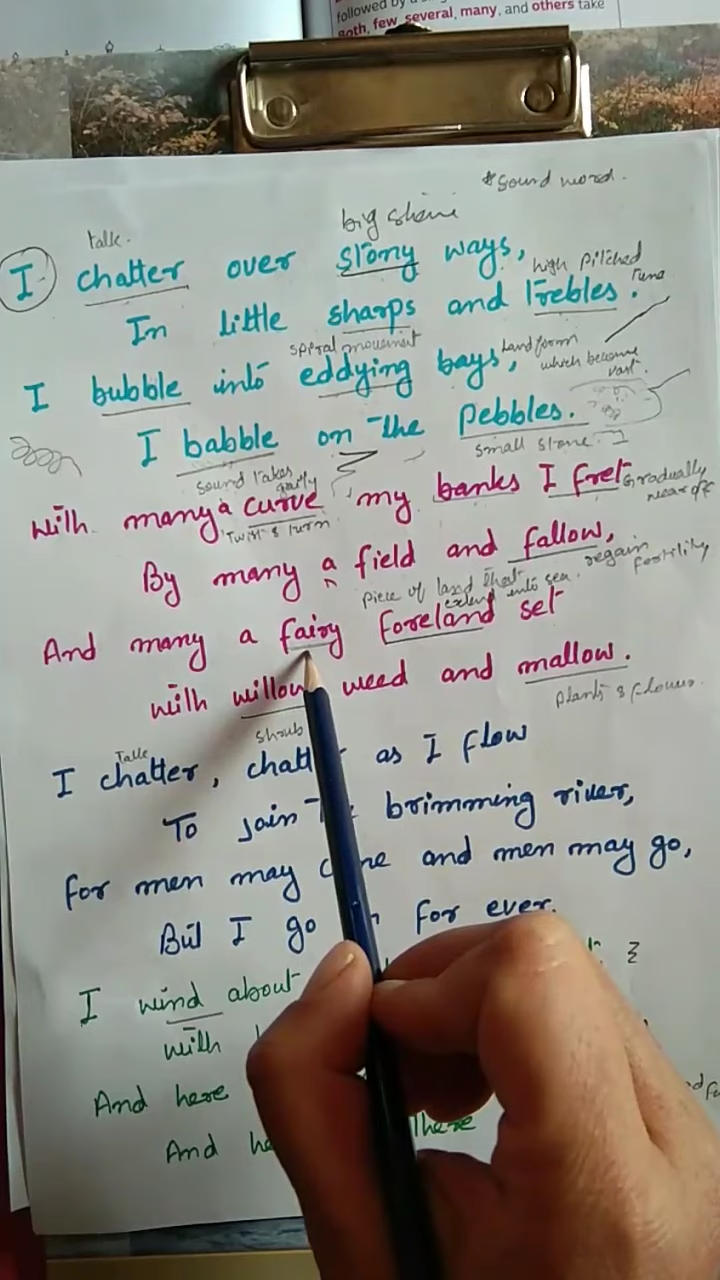 followed by a
Both, few, several, many, and others take
*Sound word.
talk.
big shine
I chatter over stony ways,
high pitched
Tune
In little sharps and trebles.
spiral movement
Land form
which become
vast.
I bubble into eddying bays,
I babble on the pebbles.
small stone
sound takes
With many a curve my banks I fret
Gradually
Twist & turn
By many a field and fallow,
regain
fertility
piece of land that
extend into sea.
And many a fairy foreland set
with willow weed and mallow.
plants & flower.
shrub
Talk
I chatter, chatt as I flow
To join brimming river,
for men may and men may go,
But I go for ever.
I wind about
with
And here
And he there